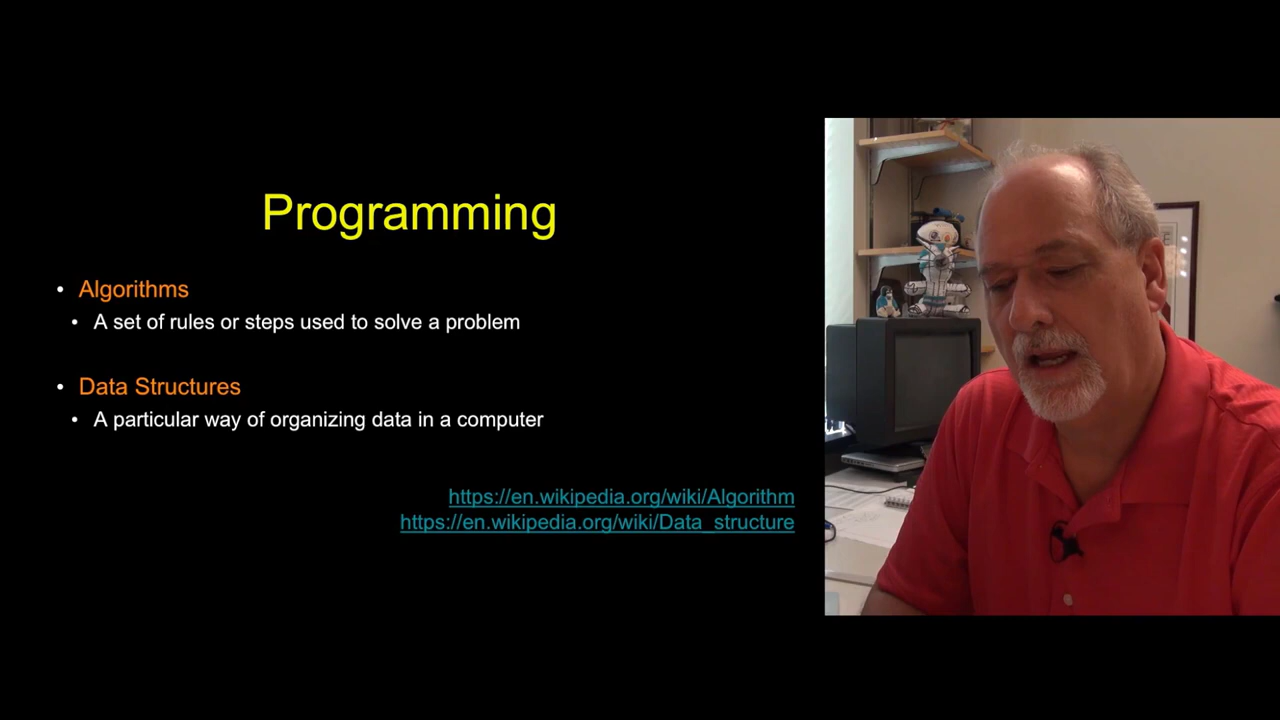 Programming
• Algorithms
• A set of rules or steps used to solve a problem
• Data Structures
• A particular way of organizing data in a computer
https://en.wikipedia.org/wiki/Algorithm
https://en.wikipedia.org/wiki/Data_structure